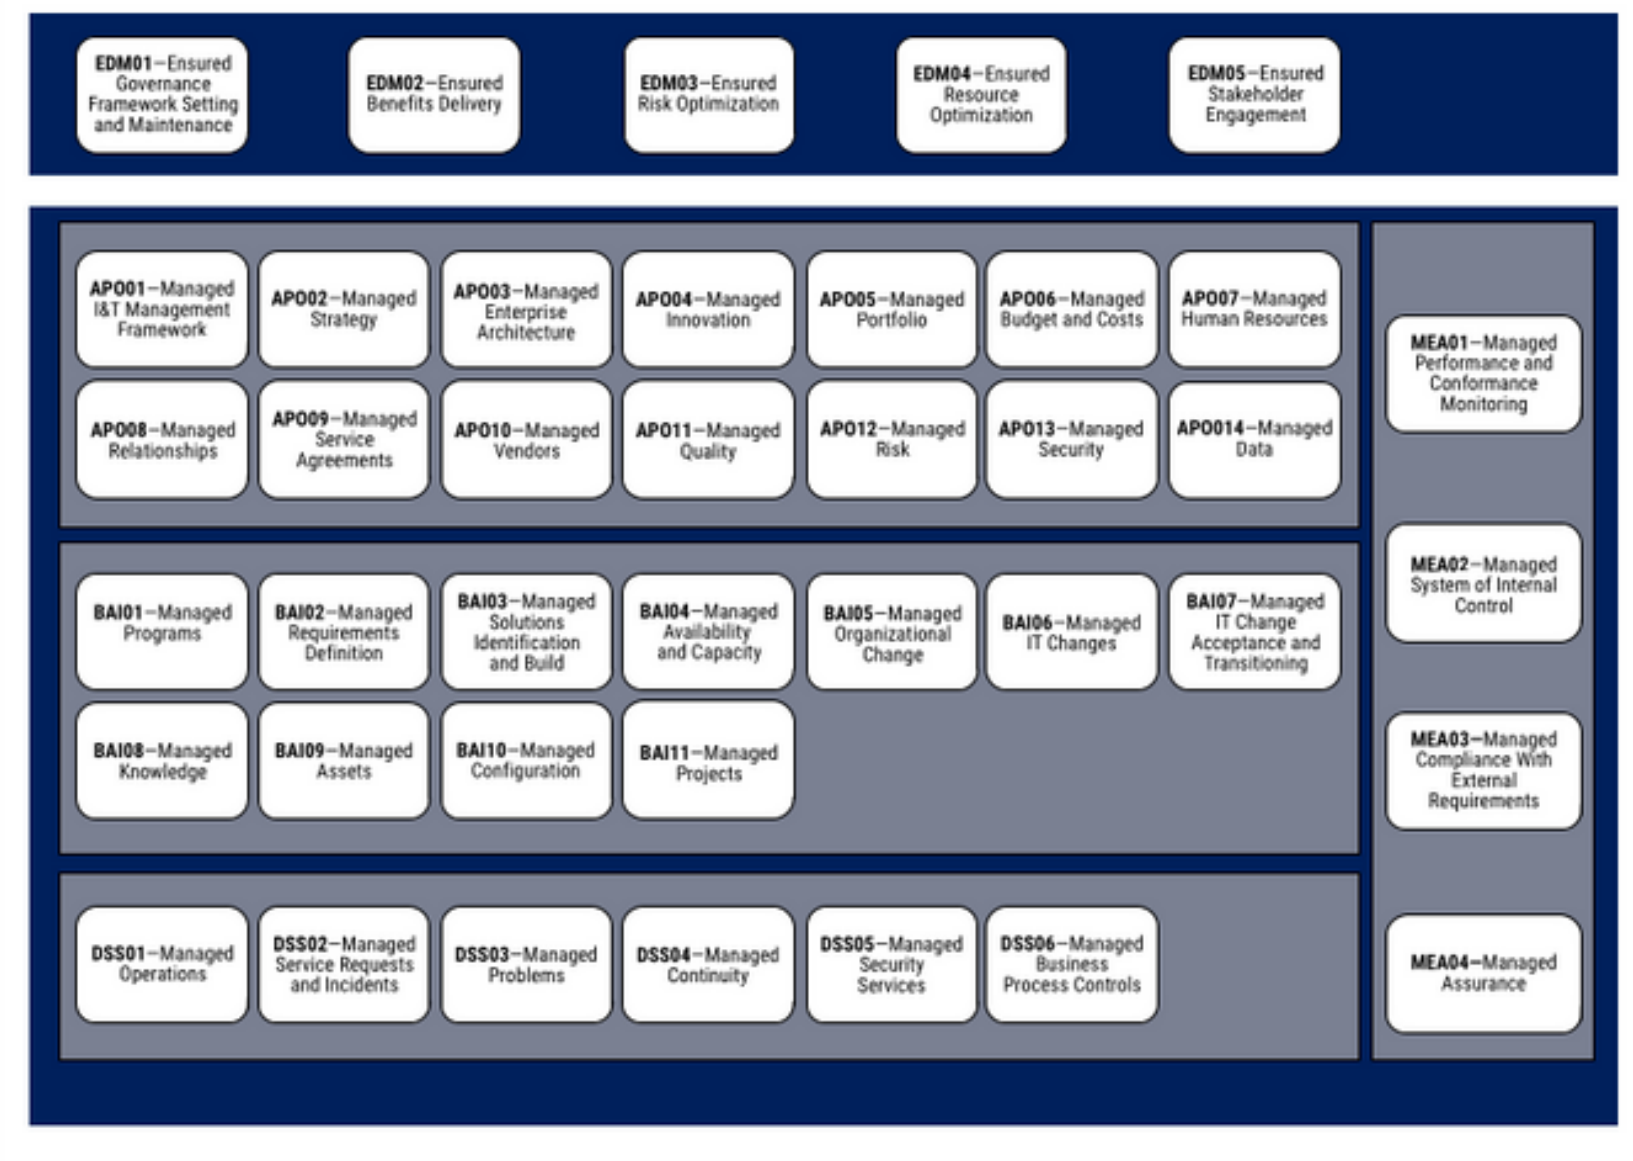 EDM01—Ensured
Governance
Framework Setting
and Maintenance
EDM02—Ensured
Benefits Delivery
EDM03—Ensured
Risk Optimization
EDM04—Ensured
Resource
Optimization
EDM05—Ensured
Stakeholder
Engagement
APO01—Managed
I&T Management
Framework
APO02—Managed
Strategy
APO03—Managed
Enterprise
Architecture
APO04—Managed
Innovation
APO05—Managed
Portfolio
APO06—Managed
Budget and Costs
APO07—Managed
Human Resources
APO08—Managed
Relationships
APO09—Managed
Service
Agreements
APO10—Managed
Vendors
APO11—Managed
Quality
APO12—Managed
Risk
APO13—Managed
Security
APO014—Managed
Data
BAI01—Managed
Programs
BAI02—Managed
Requirements
Definition
BAI03—Managed
Solutions
Identification
and Build
BAI04—Managed
Availability
and Capacity
BAI05—Managed
Organizational
Change
BAI06—Managed
IT Changes
BAI07—Managed
IT Change
Acceptance and
Transitioning
BAI08—Managed
Knowledge
BAI09—Managed
Assets
BAI10—Managed
Configuration
BAI11—Managed
Projects
DSS01—Managed
Operations
DSS02—Managed
Service Requests
and Incidents
DSS03—Managed
Problems
DSS04—Managed
Continuity
DSS05—Managed
Security
Services
DSS06—Managed
Business
Process Controls
MEA01—Managed
Performance and
Conformance
Monitoring
MEA02—Managed
System of Internal
Control
MEA03—Managed
Compliance With
External
Requirements
MEA04—Managed
Assurance